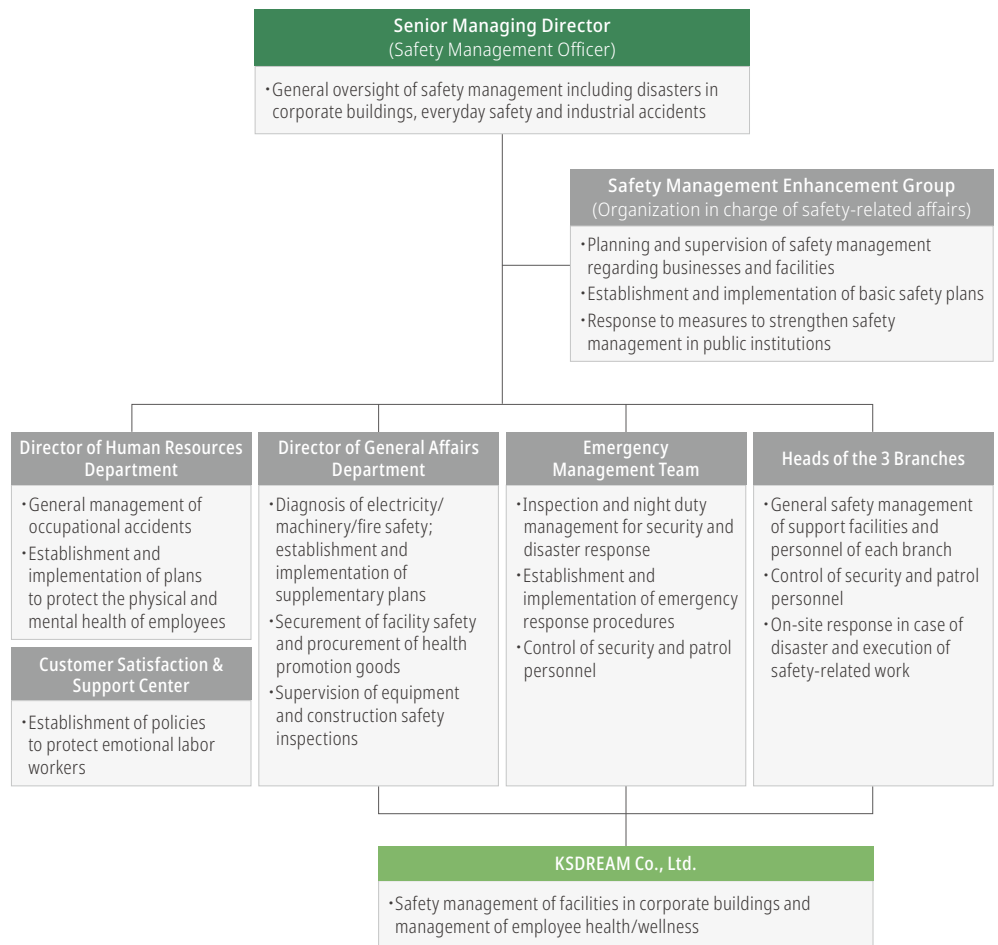 Senior Managing Director
(Safety Management Officer)
・General oversight of safety management including disasters in
corporate buildings, everyday safety and industrial accidents
Safety Management Enhancement Group
(Organization in charge of safety-related affairs)
・Planning and supervision of safety management
regarding businesses and facilities
・Establishment and implementation of basic safety plans
・Response to measures to strengthen safety
management in public institutions
Director of Human Resources
Department
・General management of
occupational accidents
・Establishment and
implementation of plans
to protect the physical and
mental health of employees
Customer Satisfaction &
Support Center
・Establishment of policies
to protect emotional labor
workers
Director of General Affairs
Department
・Diagnosis of electricity/
machinery/fire safety;
establishment and
implementation of
supplementary plans
・Securement of facility safety
and procurement of health
promotion goods
・Supervision of equipment
and construction safety
inspections
Emergency
Management Team
・Inspection and night duty
management for security and
disaster response
・Establishment and
implementation of emergency
response procedures
・Control of security and patrol
personnel
Heads of the 3 Branches
・General safety management
of support facilities and
personnel of each branch
・Control of security and patrol
personnel
・On-site response in case of
disaster and execution of
safety-related work
KSDREAM Co., Ltd.
・Safety management of facilities in corporate buildings and
management of employee health/wellness